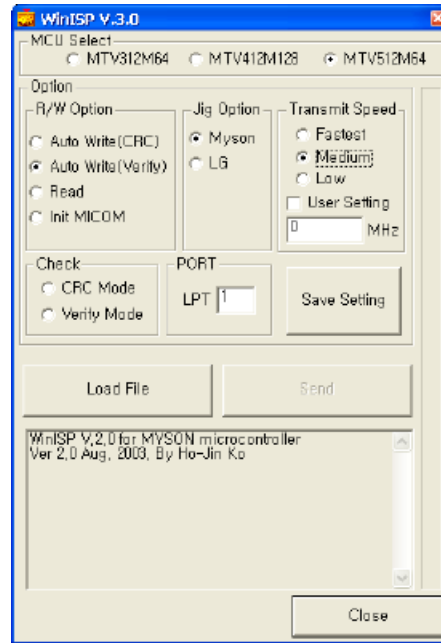 WinISP V.3.0
MCU Select
MTV312M64 MTV412M128 MTV512M64
Option
R/W Option
Auto Write(CRC)
Auto Write(Verify)
Read
Init MICOM
Jig Option
Myson
LG
Transmit Speed
Fastest
Medium
Low
User Setting
0 MHz
Check
CRC Mode
Verify Mode
PORT
LPT 1
Save Setting
Load File
Send
WinISP V,2,0 for MYSON microcontroller
Ver 2,0 Aug, 2003, By Ho-Jin Ko
Close